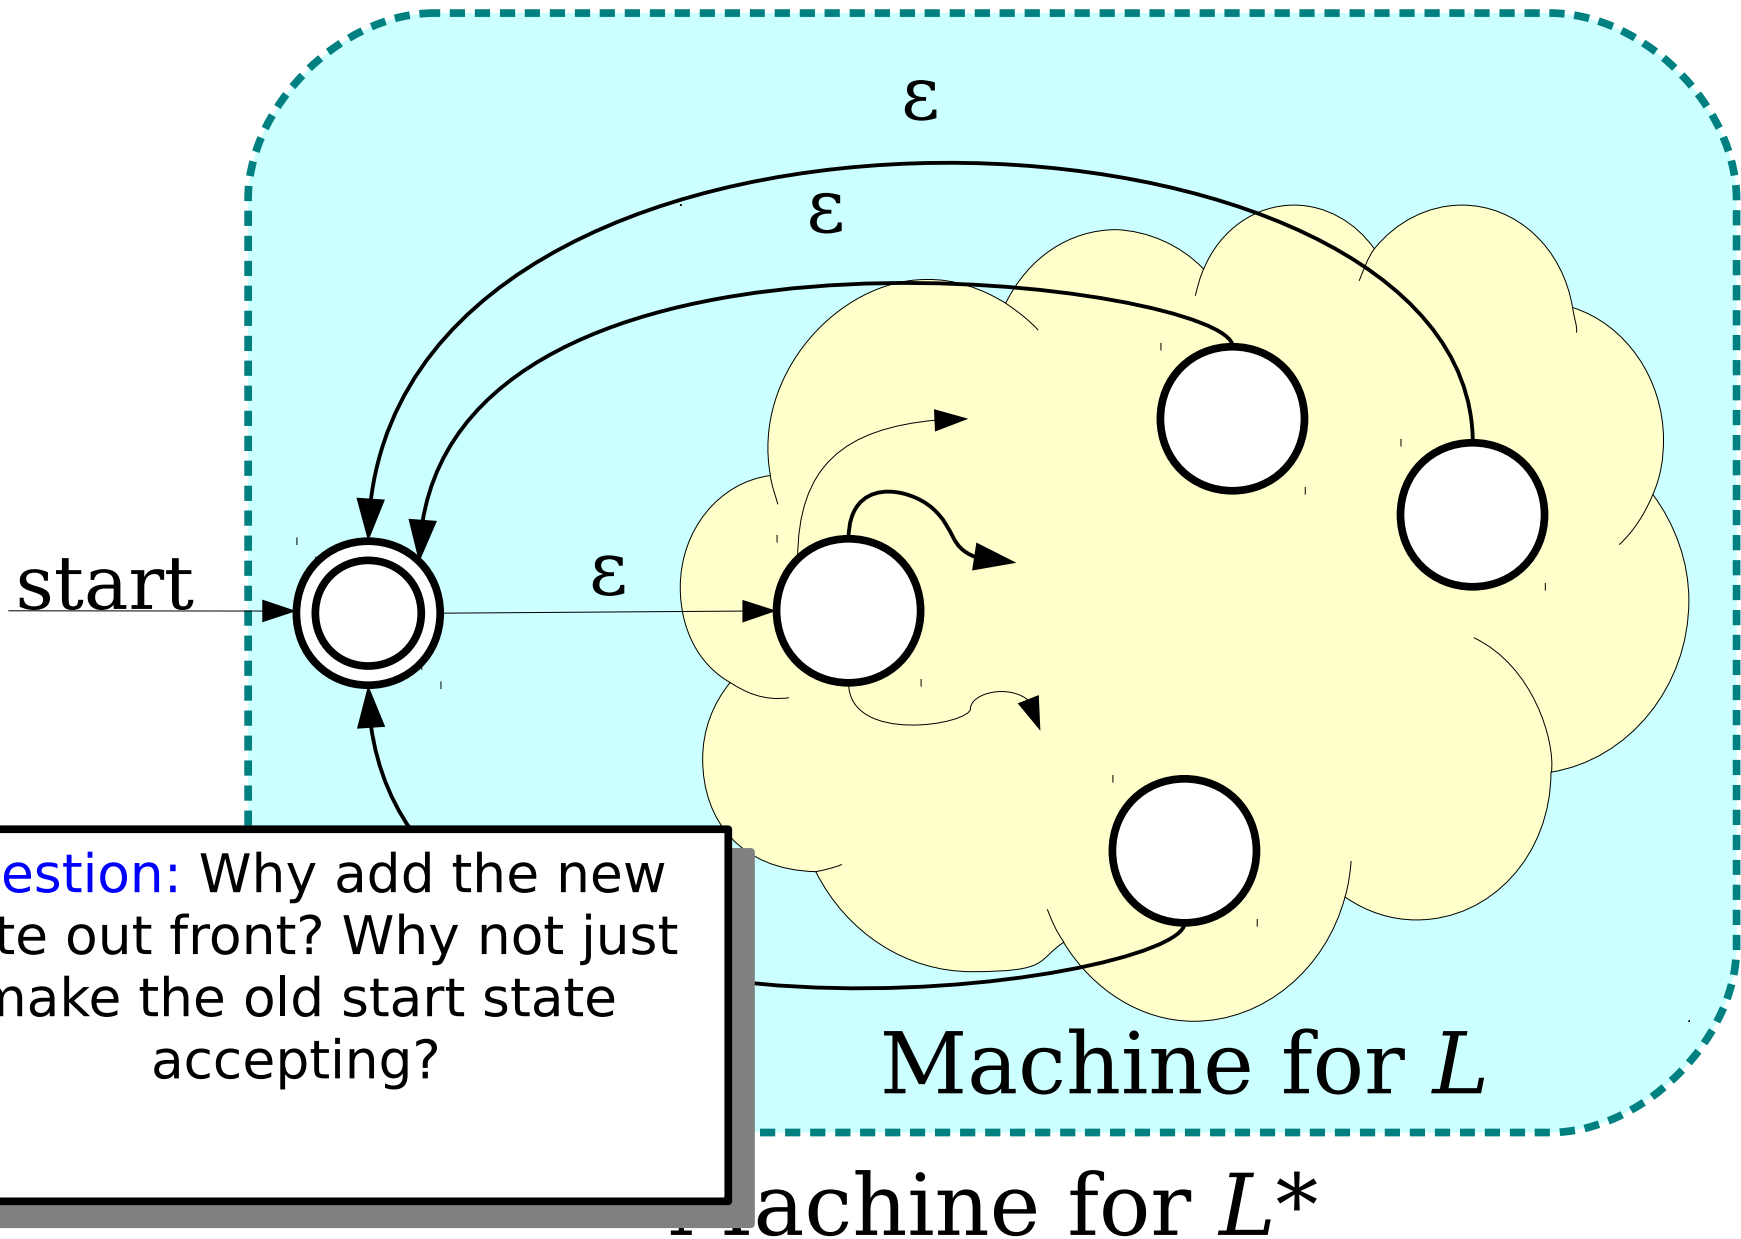 ε
ε
start
ε
estion: Why add the new
te out front? Why not just
make the old start state
accepting?
Machine for L
achine for L*